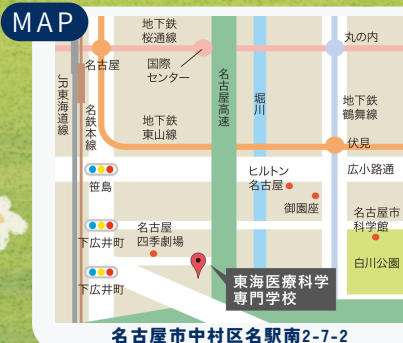 MAP
地下鉄
桜通線
丸の内
名古屋
国際
センター
JR東海道線
名鉄本線
名古屋高速
堀川
地下鉄
鶴舞線
地下鉄
東山線
伏見
広小路通
笹島
ヒルトン
名古屋
御園座
名古屋市
科学館
下広井町
名古屋
四季劇場
白川公園
下広井町
東海医療科学
専門学校
名古屋市中村区名駅南2-7-2